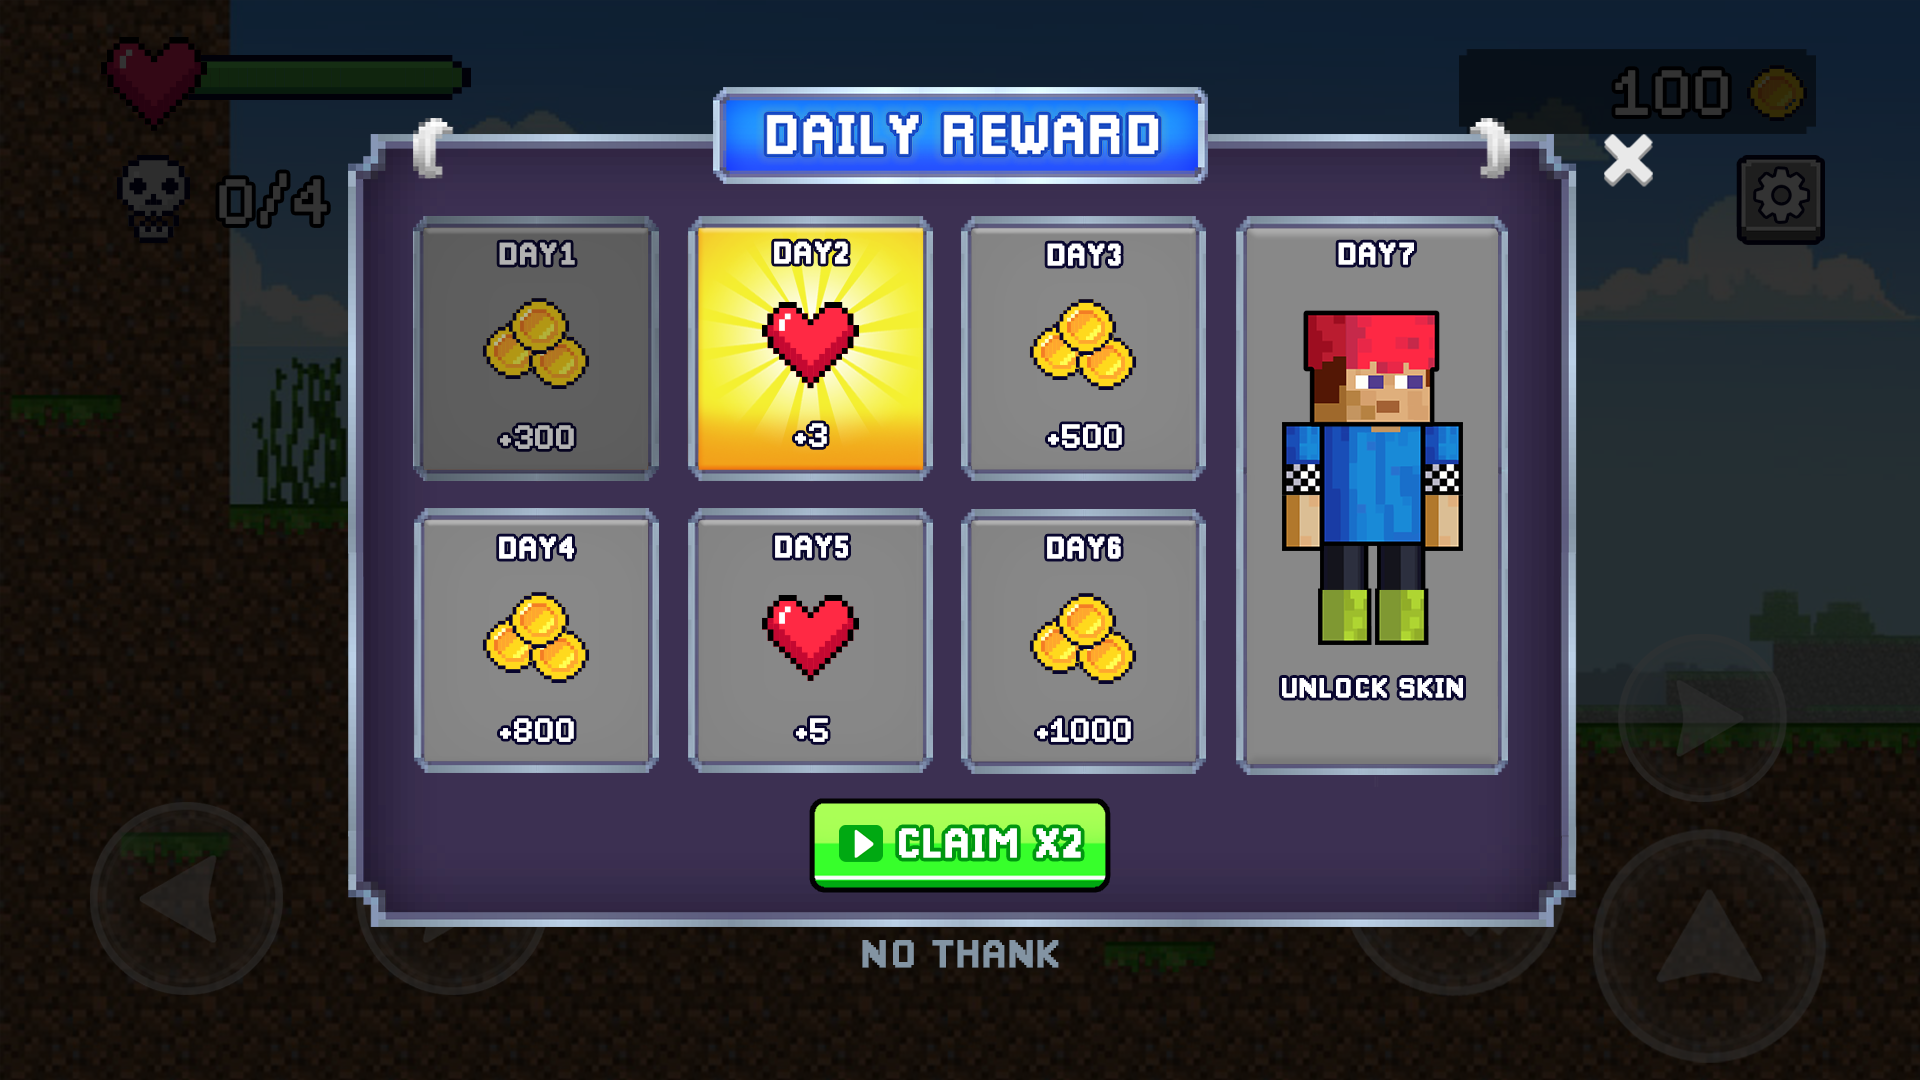 100
DAILY REWARD
0/4
DAY1
DAY2
DAY3
DAY7
+300
+3
+500
DAY4
DAY5
DAY6
UNLOCK SKIN
+800
+5
+1000
CLAIM X2
NO THANK